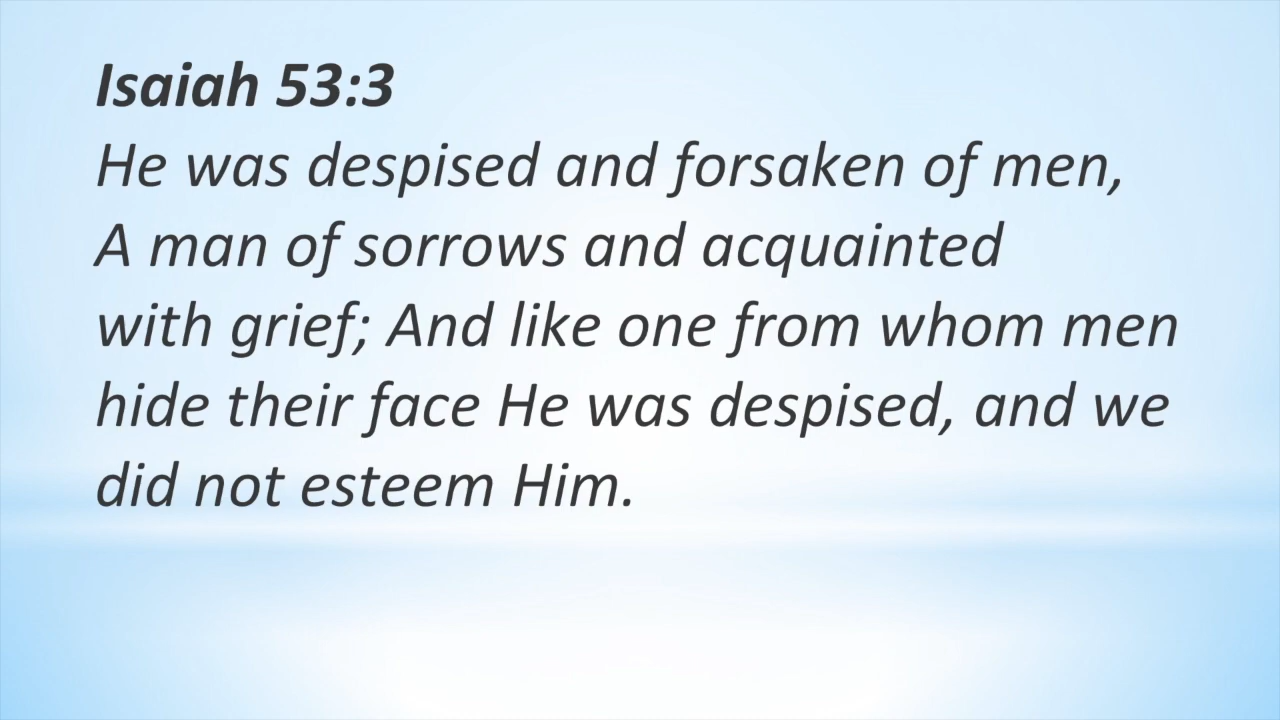 Isaiah 53:3
He was despised and forsaken of men,
A man of sorrows and acquainted
with grief; And like one from whom men
hide their face He was despised, and we
did not esteem Him.